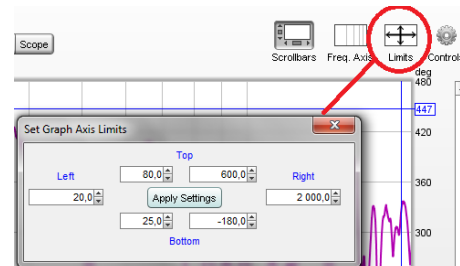 Scope
Scrollbars Freq. Axis Limits Control
deg
480
447
420
360
300
Set Graph Axis Limits
Top
Left 80,0 600,0 Right
20,0 Apply Settings 2 000,0
25,0 -180,0
Bottom